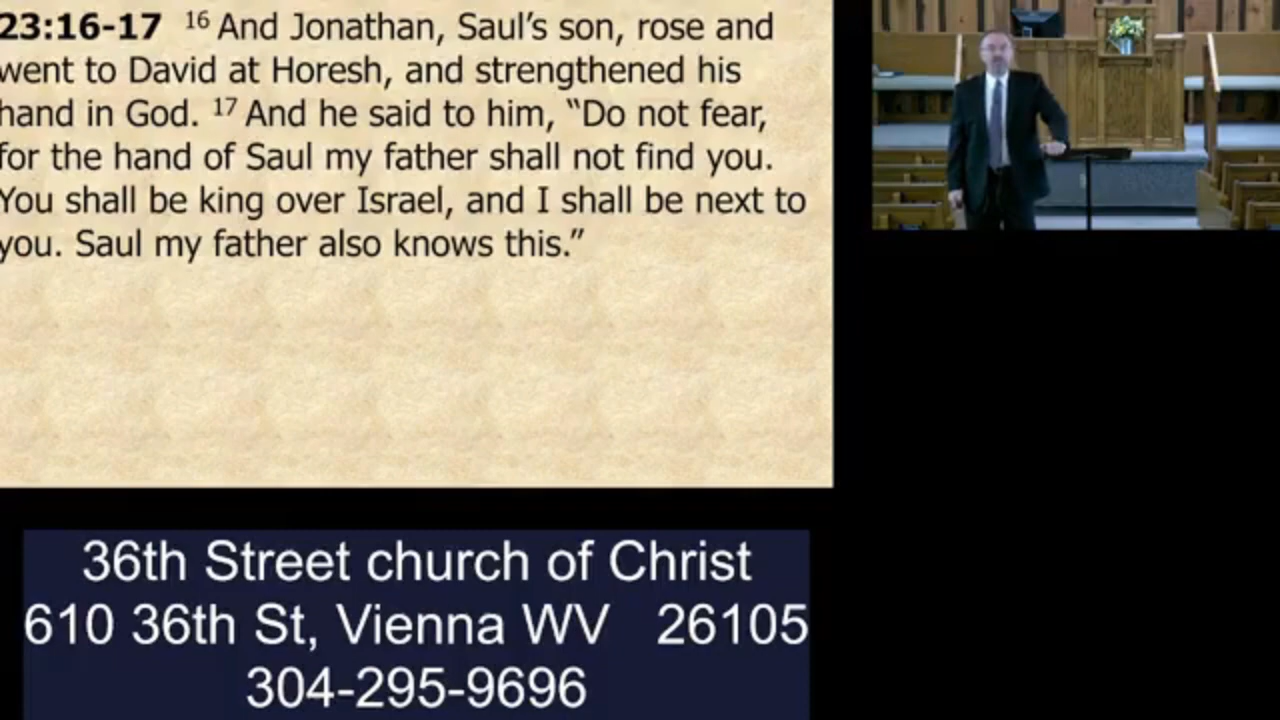 23:16-17 16 And Jonathan, Saul’s son, rose and
went to David at Horesh, and strengthened his
hand in God. 17 And he said to him, “Do not fear,
for the hand of Saul my father shall not find you.
You shall be king over Israel, and I shall be next to
you. Saul my father also knows this.”
36th Street church of Christ
610 36th St, Vienna WV 26105
304-295-9696